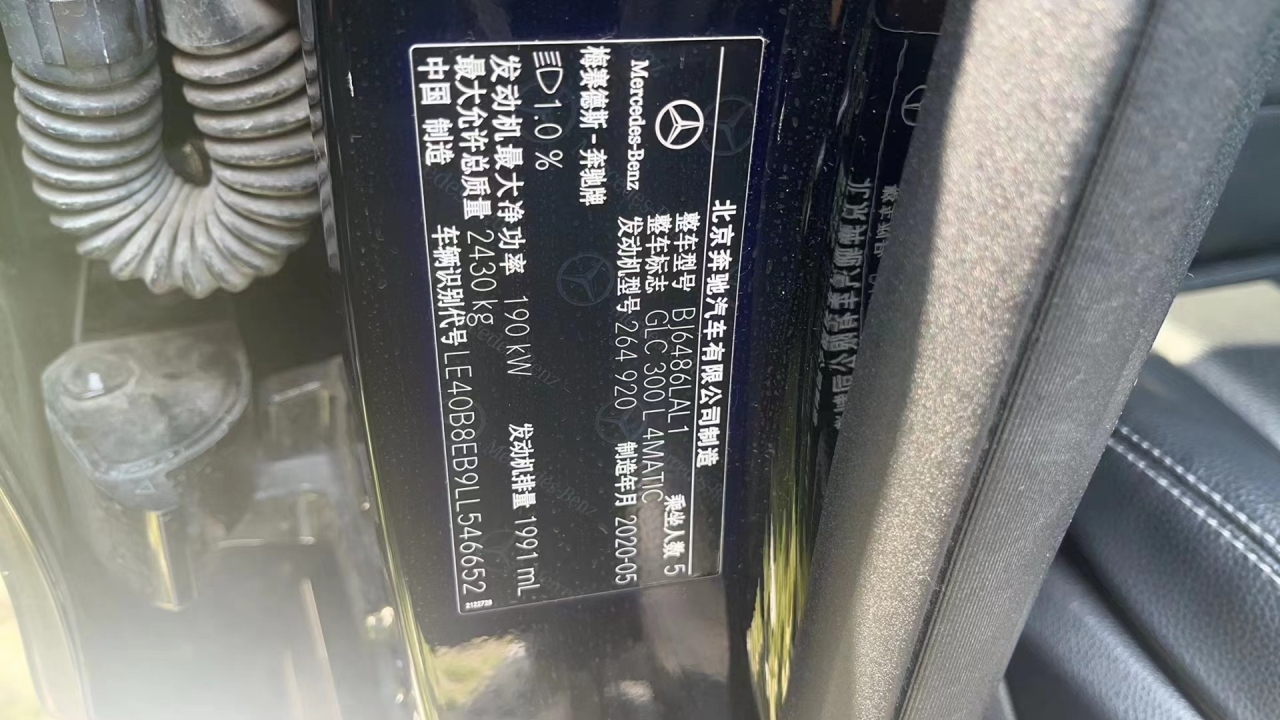 北京奔驰汽车有限公司制造
Mercedes-Benz
整车型号 BJ6486LAL1 乘坐人数 5
整车标志 GLC 300 L 4MATIC
发动机型号 264 920 制造年月 2020-05
梅赛德斯-奔驰牌
1.0 %
发动机最大净功率 190 kW 发动机排量 1991 mL
最大允许总质量 2430 kg
中国 制造 车辆识别代号 LE40B8EB9LL546652
2122728